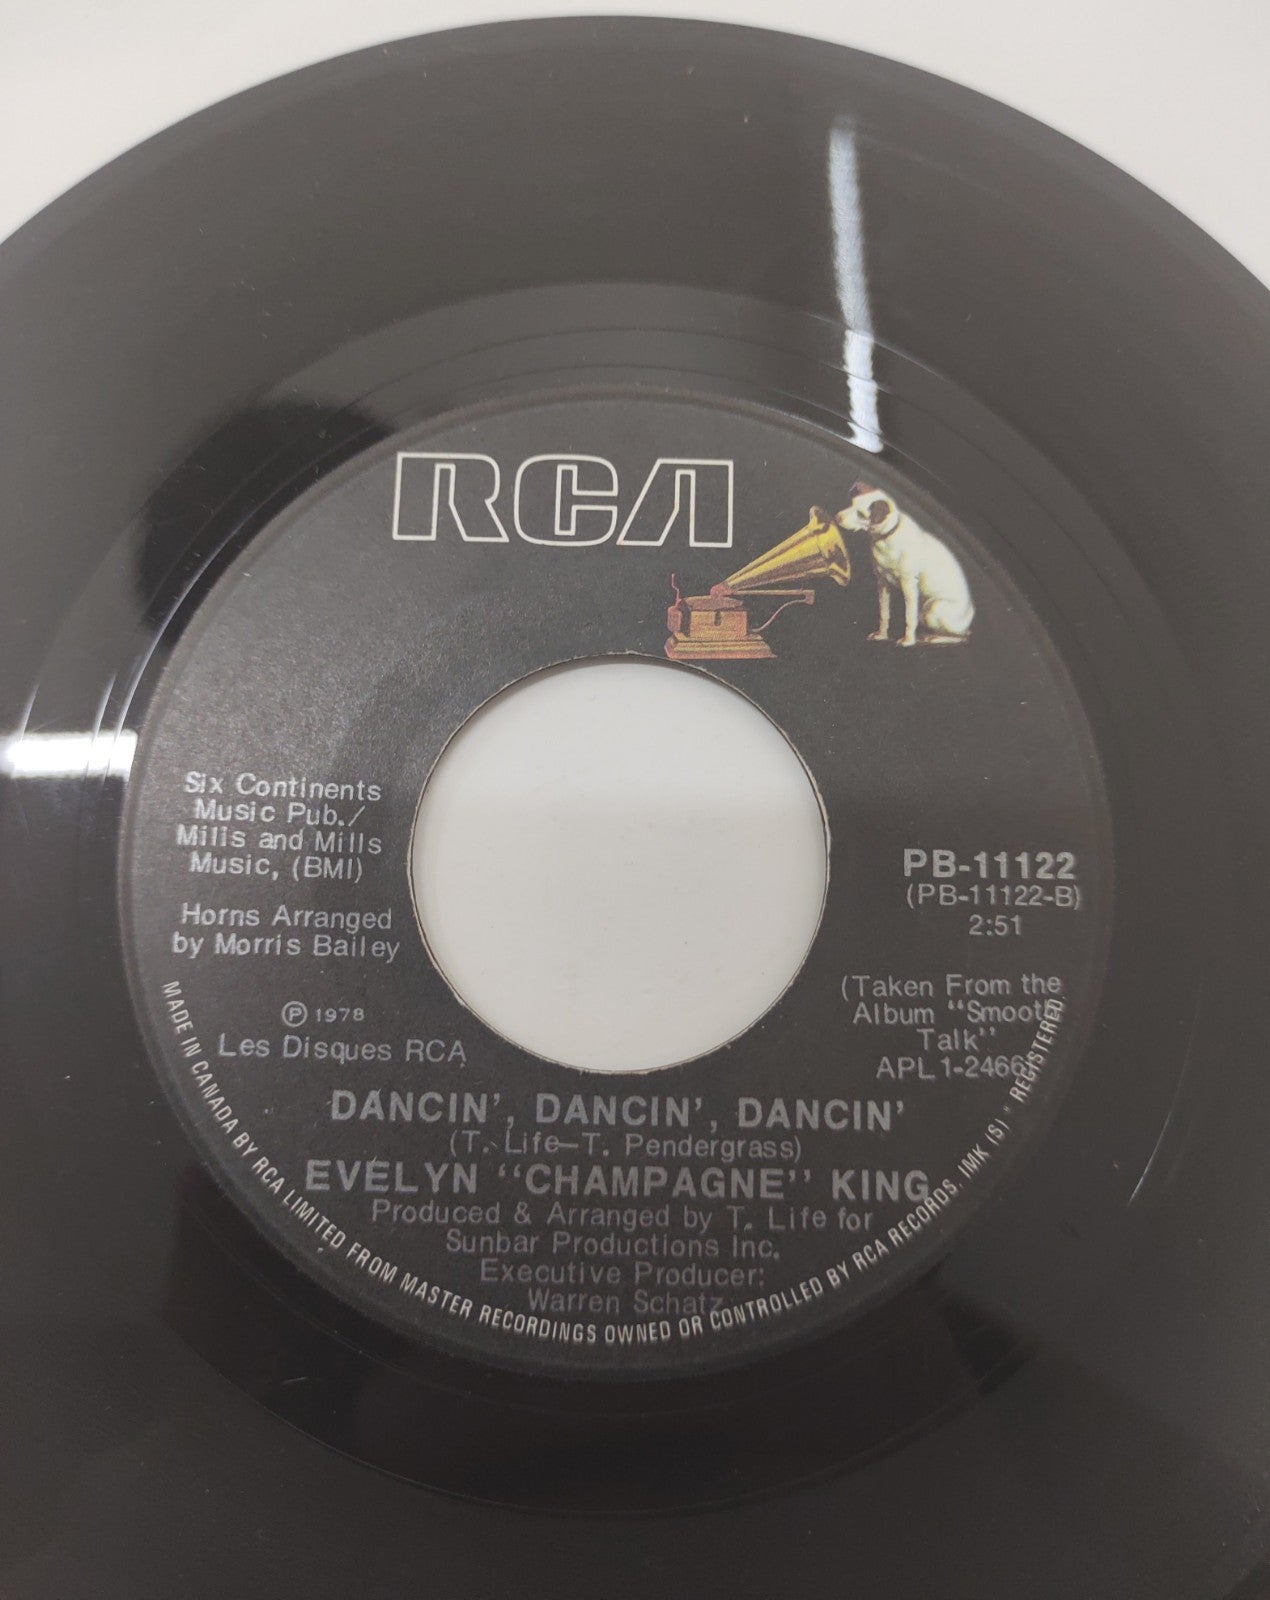 RCA
Six Continents
Music Pub./
Mills and Mills
Music, (BMI)
Horns Arranged
by Morris Bailey
℗ 1978
Les Disques RCA
PB-11122
(PB-11122-B)
2:51
(Taken From the
Album "Smooth
Talk"
APL1-2466
DANCIN', DANCIN', DANCIN'
(T. Life—T. Pendergrass)
EVELYN "CHAMPAGNE" KING
Produced & Arranged by T. Life for
Sunbar Productions Inc.
Executive Producer:
Warren Schatz
MADE IN CANADA BY RCA LIMITED FROM MASTER RECORDINGS OWNED OR CONTROLLED BY RCA RECORDS. TMK (S) ® REGISTERED